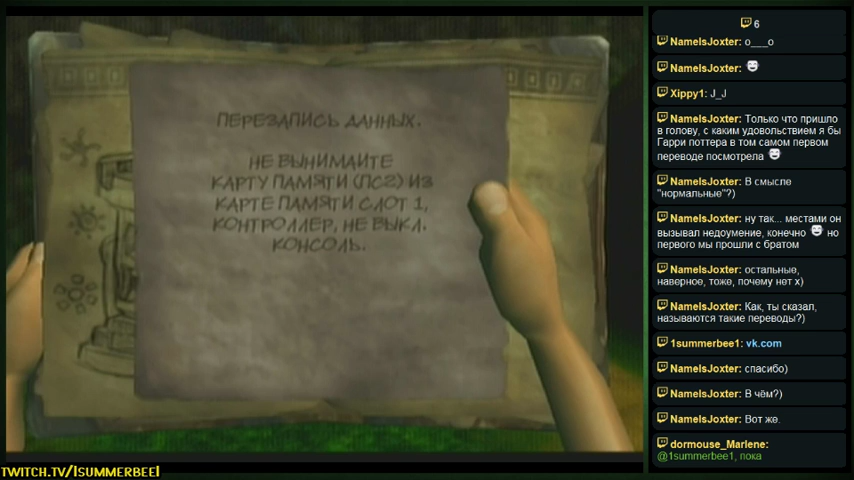 ПЕРЕЗАПИСЬ ДАННЫХ.
НЕ ВЫНИМАЙТЕ
КАРТУ ПАМЯТИ (ПС2) ИЗ
КАРТЕ ПАМЯТИ СЛОТ 1,
КОНТРОЛЛЕР, НЕ ВЫКЛ.
КОНСОЛЬ.
TWITCH.TV/1SUMMERBEE1
6
NameIsJoxter: o___o
NameIsJoxter:
Xippy1: J_J
NameIsJoxter: Только что пришло
в голову, с каким удовольствием я бы
Гарри поттера в том самом первом
переводе посмотрела
NameIsJoxter: В смысле
"нормальные"?)
NameIsJoxter: ну так... местами он
вызывал недоумение, конечно но
первого мы прошли с братом
NameIsJoxter: остальные,
наверное, тоже, почему нет x)
NameIsJoxter: Как, ты сказал,
называются такие переводы?)
1summerbee1: vk.com
NameIsJoxter: спасибо)
NameIsJoxter: В чём?)
NameIsJoxter: Вот же.
dormouse_Marlene:
@1summerbee1, пока